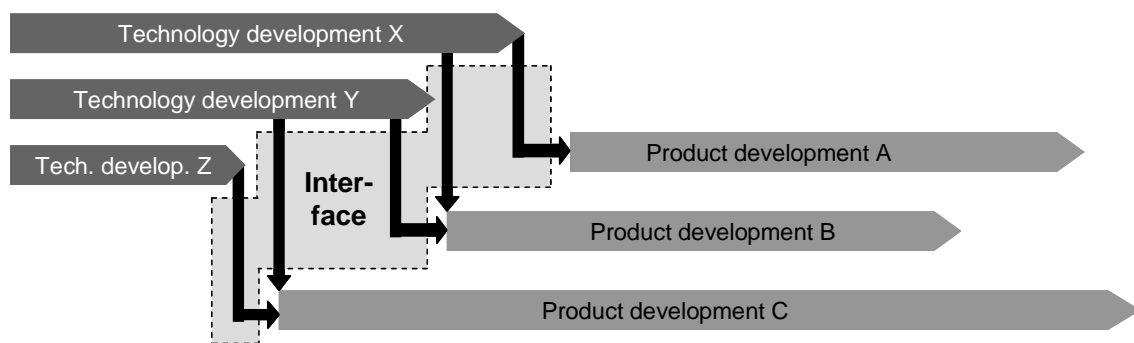 Technology development X
Technology development Y
Tech. develop. Z
Product development A
Inter-
face
Product development B
Product development C